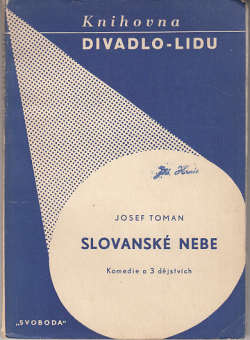 Knihovna
DIVADLO-LIDU
JOSEF TOMAN
SLOVANSKÉ NEBE
Komedie o 3 dějstvích
„SVOBODA“